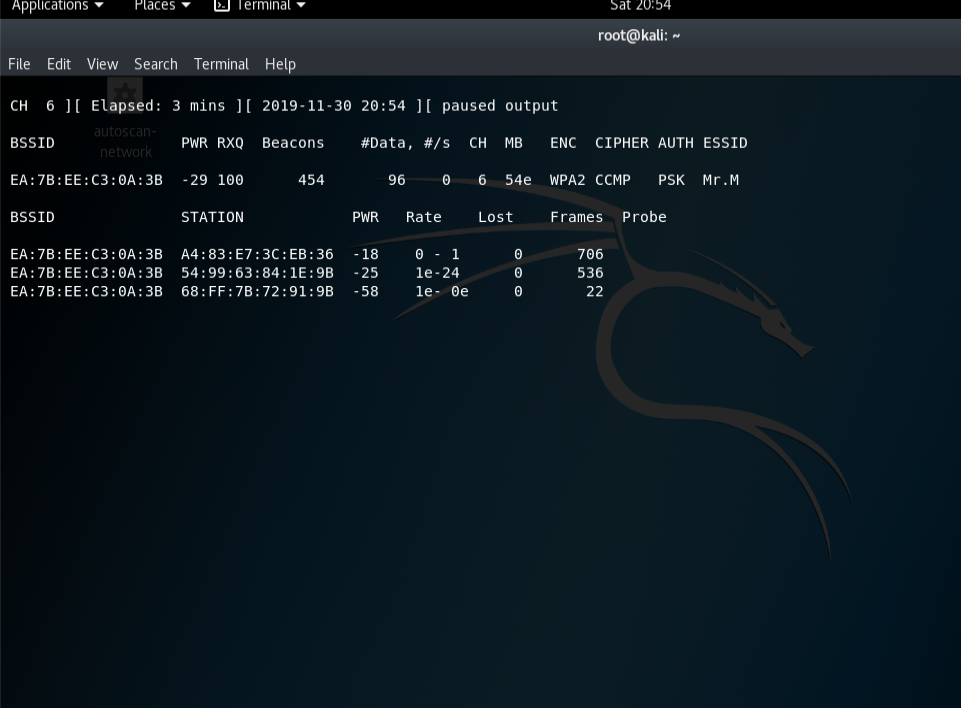 Applications Places Terminal Sat 20:54
root@kali: ~
File Edit View Search Terminal Help
CH  6 ][ Elapsed: 3 mins ][ 2019-11-30 20:54 ][ paused output
autoscan-
network
BSSID              PWR RXQ  Beacons    #Data, #/s  CH  MB   ENC  CIPHER AUTH ESSID
EA:7B:EE:C3:0A:3B  -29 100      454       96    0   6  54e  WPA2 CCMP   PSK  Mr.M
BSSID              STATION            PWR   Rate    Lost    Frames  Probe
EA:7B:EE:C3:0A:3B  A4:83:E7:3C:EB:36  -18    0 - 1      0      706
EA:7B:EE:C3:0A:3B  54:99:63:84:1E:9B  -25    1e-24      0      536
EA:7B:EE:C3:0A:3B  68:FF:7B:72:91:9B  -58    1e- 0e     0       22